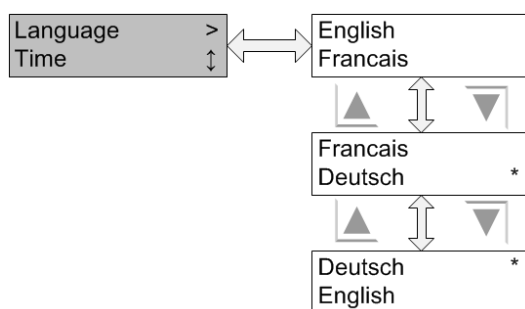 Language >
Time ↕
English
Francais
Francais
Deutsch *
Deutsch *
English